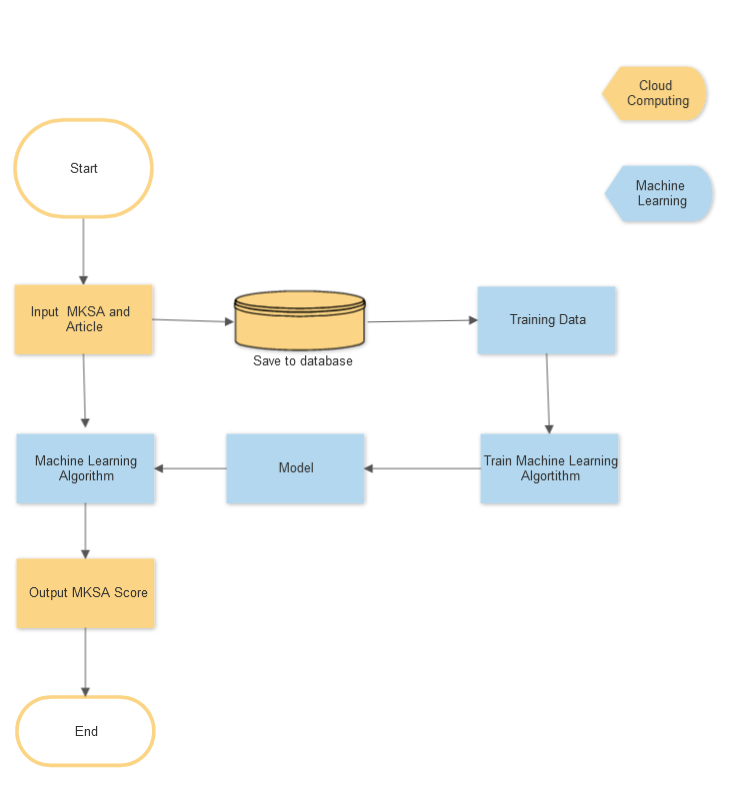 Cloud
Computing
Start
Machine
Learning
Input MKSA and
Article
Training Data
Save to database
Machine Learning
Algorithm
Model
Train Machine Learning
Algortithm
Output MKSA Score
End